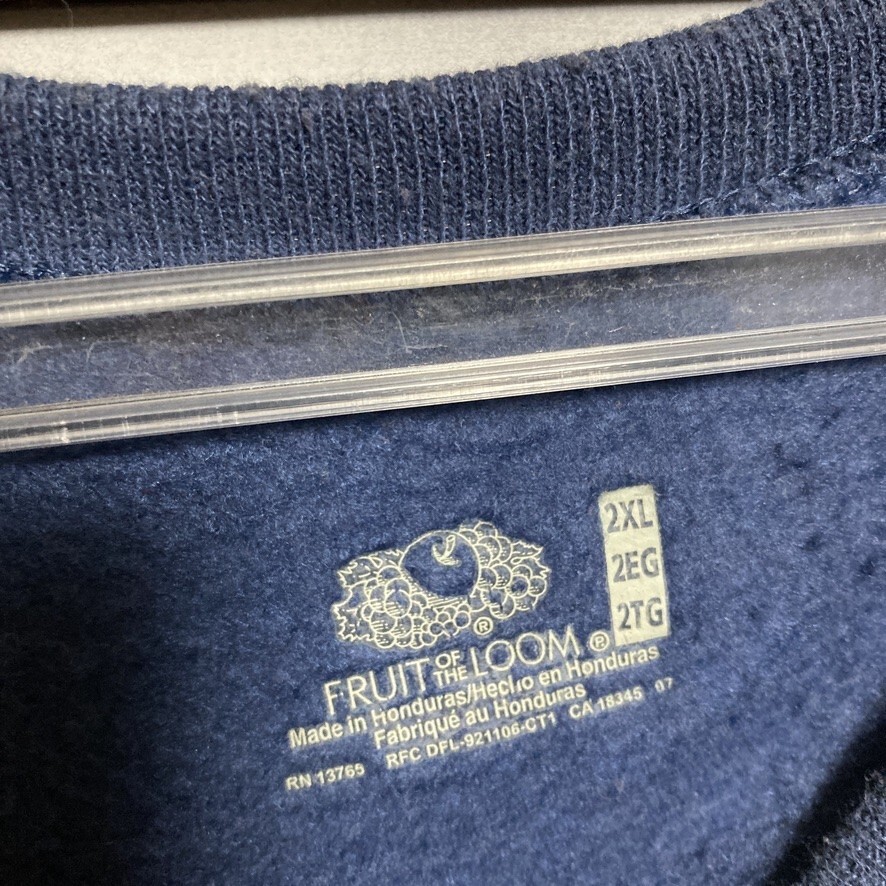 2XL
2EG
2TG
®
FRUIT OF THE LOOM ®
Made in Honduras/Hecho en Honduras
Fabriqué au Honduras
RN 13765 RFC DFL-921106-CT1 CA 18345 07